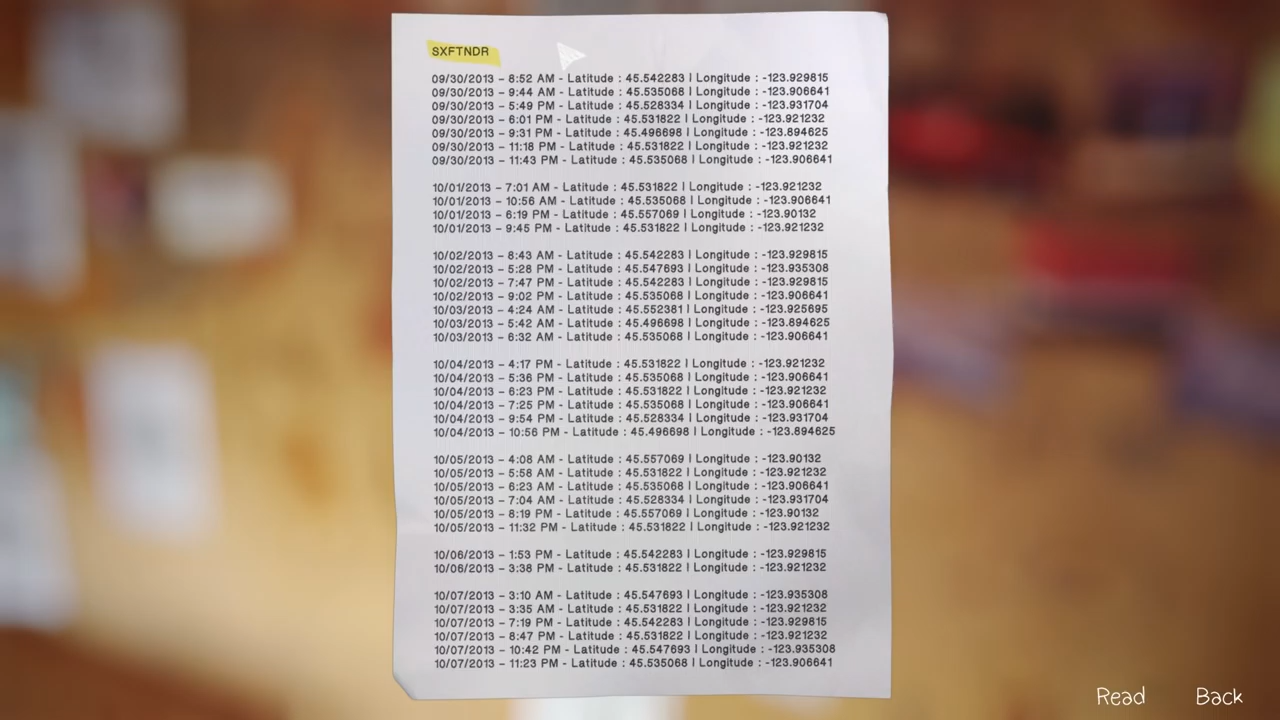 SXFTNDR
09/30/2013 – 8:52 AM - Latitude : 45.542283 | Longitude : -123.929815
09/30/2013 – 9:44 AM - Latitude : 45.535068 | Longitude : -123.906641
09/30/2013 – 5:49 PM - Latitude : 45.528334 | Longitude : -123.931704
09/30/2013 – 6:01 PM - Latitude : 45.531822 | Longitude : -123.921232
09/30/2013 – 9:31 PM - Latitude : 45.496698 | Longitude : -123.894625
09/30/2013 – 11:18 PM - Latitude : 45.531822 | Longitude : -123.921232
09/30/2013 – 11:43 PM - Latitude : 45.535068 | Longitude : -123.906641
10/01/2013 – 7:01 AM - Latitude : 45.531822 | Longitude : -123.921232
10/01/2013 – 10:56 AM - Latitude : 45.535068 | Longitude : -123.906641
10/01/2013 – 6:19 PM - Latitude : 45.557069 | Longitude : -123.90132
10/01/2013 – 9:45 PM - Latitude : 45.531822 | Longitude : -123.921232
10/02/2013 – 8:43 AM - Latitude : 45.542283 | Longitude : -123.929815
10/02/2013 – 5:28 PM - Latitude : 45.547693 | Longitude : -123.935308
10/02/2013 – 7:47 PM - Latitude : 45.542283 | Longitude : -123.929815
10/02/2013 – 9:02 PM - Latitude : 45.535068 | Longitude : -123.906641
10/03/2013 – 4:24 AM - Latitude : 45.552381 | Longitude : -123.925695
10/03/2013 – 5:42 AM - Latitude : 45.496698 | Longitude : -123.894625
10/03/2013 – 6:32 AM - Latitude : 45.535068 | Longitude : -123.906641
10/04/2013 – 4:17 PM - Latitude : 45.531822 | Longitude : -123.921232
10/04/2013 – 5:36 PM - Latitude : 45.535068 | Longitude : -123.906641
10/04/2013 – 6:23 PM - Latitude : 45.531822 | Longitude : -123.921232
10/04/2013 – 7:25 PM - Latitude : 45.535068 | Longitude : -123.906641
10/04/2013 – 9:54 PM - Latitude : 45.528334 | Longitude : -123.931704
10/04/2013 – 10:56 PM - Latitude : 45.496698 | Longitude : -123.894625
10/05/2013 – 4:08 AM - Latitude : 45.557069 | Longitude : -123.90132
10/05/2013 – 5:58 AM - Latitude : 45.531822 | Longitude : -123.921232
10/05/2013 – 6:23 AM - Latitude : 45.535068 | Longitude : -123.906641
10/05/2013 – 7:04 AM - Latitude : 45.528334 | Longitude : -123.931704
10/05/2013 – 8:19 PM - Latitude : 45.557069 | Longitude : -123.90132
10/05/2013 – 11:32 PM - Latitude : 45.531822 | Longitude : -123.921232
10/06/2013 – 1:53 PM - Latitude : 45.542283 | Longitude : -123.929815
10/06/2013 – 3:38 PM - Latitude : 45.531822 | Longitude : -123.921232
10/07/2013 – 3:10 AM - Latitude : 45.547693 | Longitude : -123.935308
10/07/2013 – 3:35 AM - Latitude : 45.531822 | Longitude : -123.921232
10/07/2013 – 7:19 PM - Latitude : 45.542283 | Longitude : -123.929815
10/07/2013 – 8:47 PM - Latitude : 45.531822 | Longitude : -123.921232
10/07/2013 – 10:42 PM - Latitude : 45.547693 | Longitude : -123.935308
10/07/2013 – 11:23 PM - Latitude : 45.535068 | Longitude : -123.906641
Read
Back